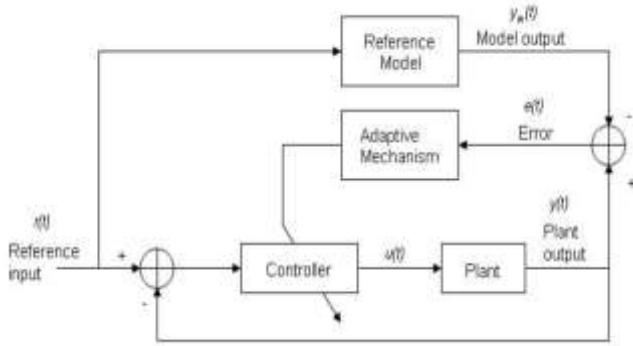 yₘ(t)
Reference
Model
Model output
e(t)
Adaptive
Mechanism
Error
-
+
r(t)
y(t)
Reference
input
+
-
Controller
u(t)
Plant
Plant
output